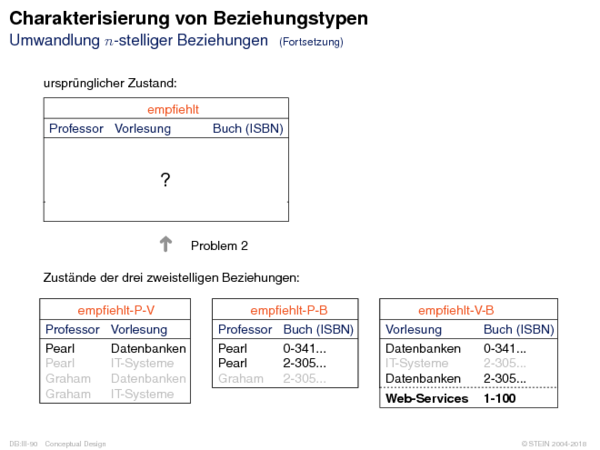 Charakterisierung von Beziehungstypen
Umwandlung n-stelliger Beziehungen (Fortsetzung)
ursprünglicher Zustand:
empfiehlt
Professor Vorlesung Buch (ISBN)
?
Problem 2
Zustände der drei zweistelligen Beziehungen:
empfiehlt-P-V
Professor Vorlesung
Pearl Datenbanken
Pearl IT-Systeme
Graham Datenbanken
Graham IT-Systeme
empfiehlt-P-B
Professor Buch (ISBN)
Pearl 0-341...
Pearl 2-305...
Graham 2-305...
empfiehlt-V-B
Vorlesung Buch (ISBN)
Datenbanken 0-341...
IT-Systeme 2-305...
Datenbanken 2-305...
Web-Services 1-100
DB:III-90 Conceptual Design
© STEIN 2004-2018